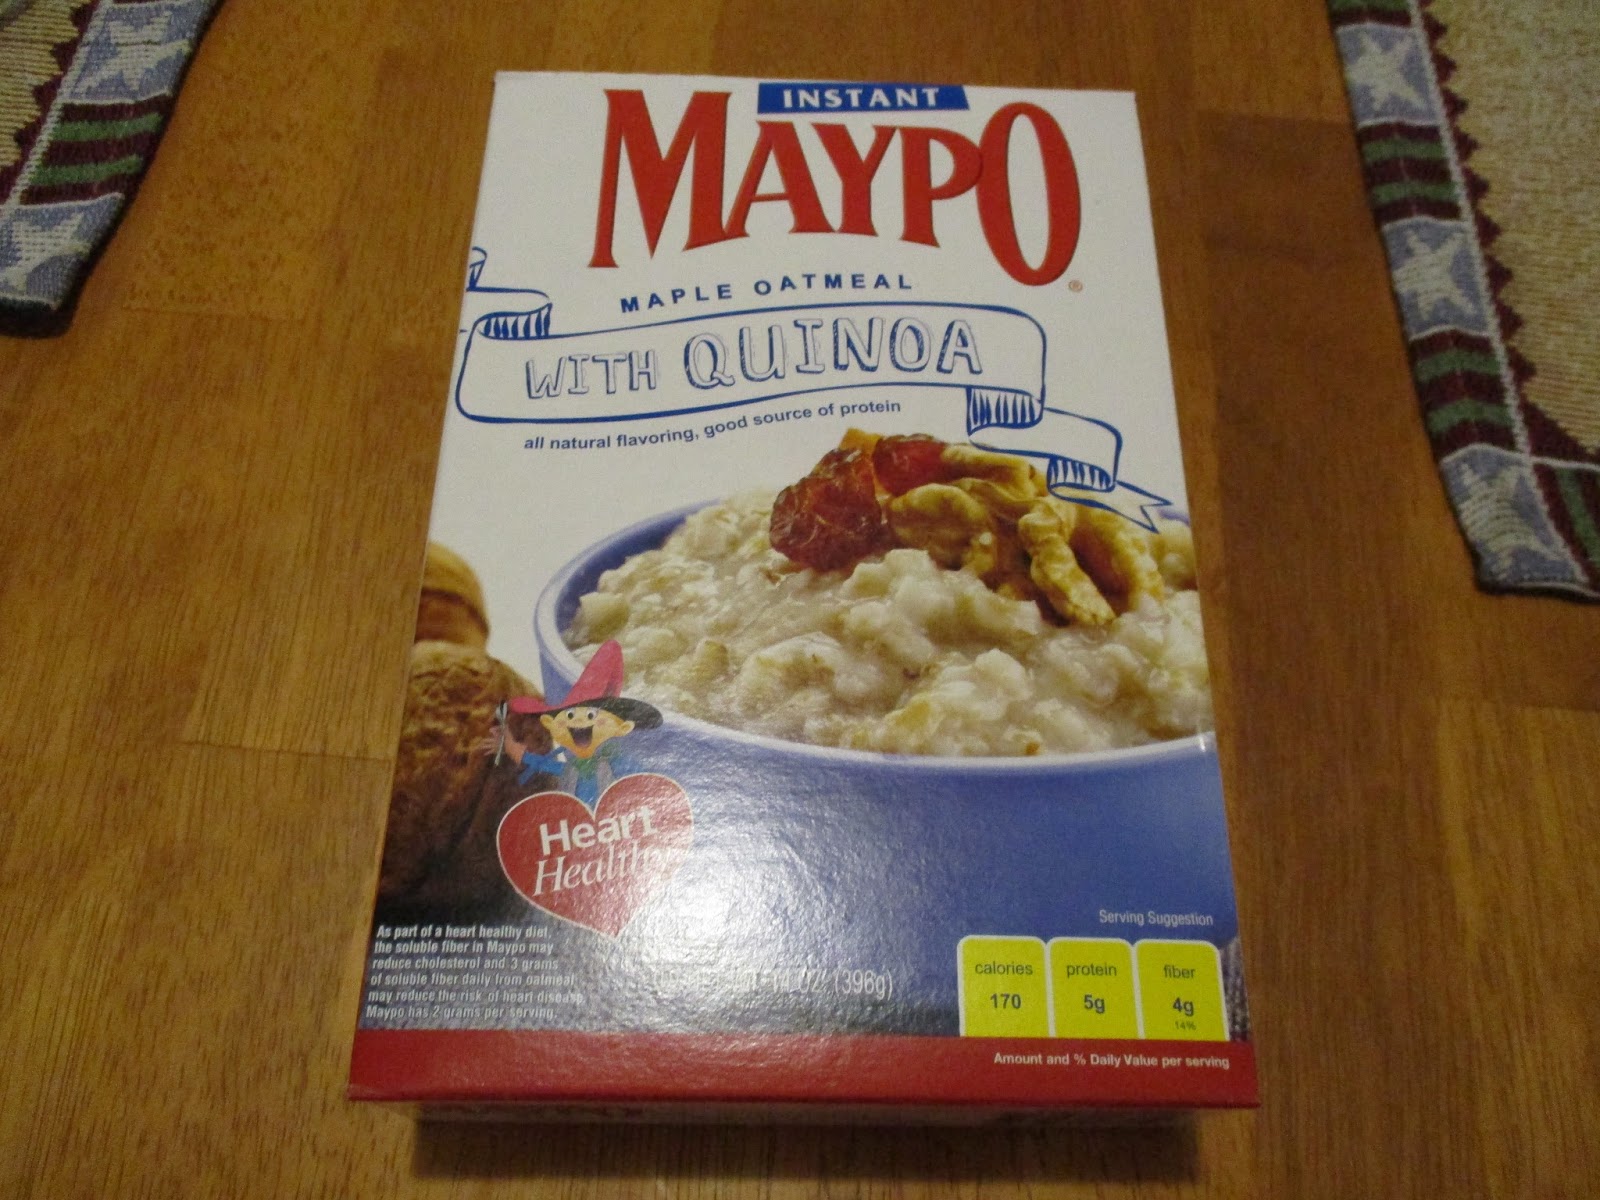 INSTANT
MAYPO®
MAPLE OATMEAL
WITH QUINOA
all natural flavoring, good source of protein
Heart
Healthy
As part of a heart healthy diet,
the soluble fiber in Maypo may
reduce cholesterol and 3 grams
of soluble fiber daily from oatmeal
may reduce the risk of heart disease.
Maypo has 2 grams per serving.
14 OZ. (396g)
Serving Suggestion
calories protein fiber
170 5g 4g
14%
Amount and % Daily Value per serving